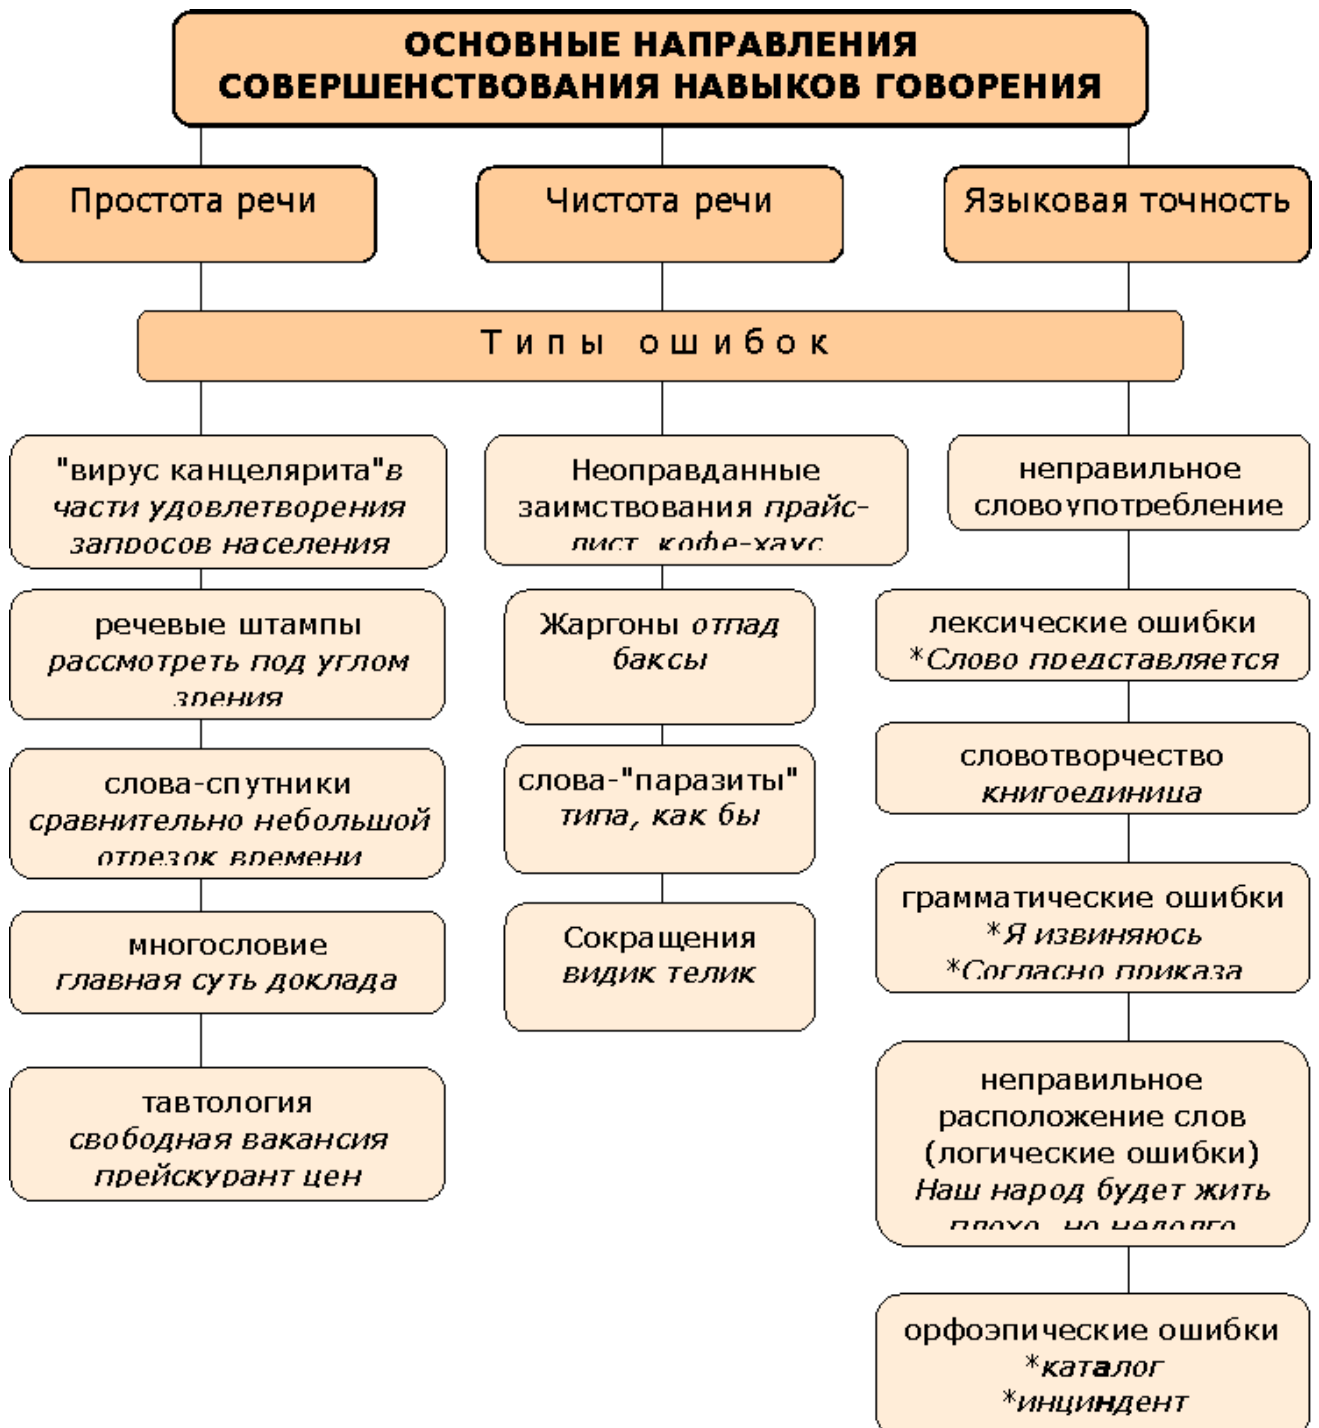 ОСНОВНЫЕ НАПРАВЛЕНИЯ
СОВЕРШЕНСТВОВАНИЯ НАВЫКОВ ГОВОРЕНИЯ
Простота речи
Чистота речи
Языковая точность
Типы ошибок
"вирус канцелярита"в
части удовлетворения
запросов населения
речевые штампы
рассмотреть под углом
зрения
слова-спутники
сравнительно небольшой
отрезок времени
многословие
главная суть доклада
тавтология
свободная вакансия
прейскурант цен
Неоправданные
заимствования прайс-
лист, кофе-хаус
Жаргоны отпад
баксы
слова-"паразиты"
типа, как бы
Сокращения
видик телик
неправильное
словоупотребление
лексические ошибки
*Слово представляется
словотворчество
книгоединица
грамматические ошибки
*Я извиняюсь
*Согласно приказа
неправильное
расположение слов
(логические ошибки)
Наш народ будет жить
плохо, но недолго
орфоэпические ошибки
*каталог
*инциндент